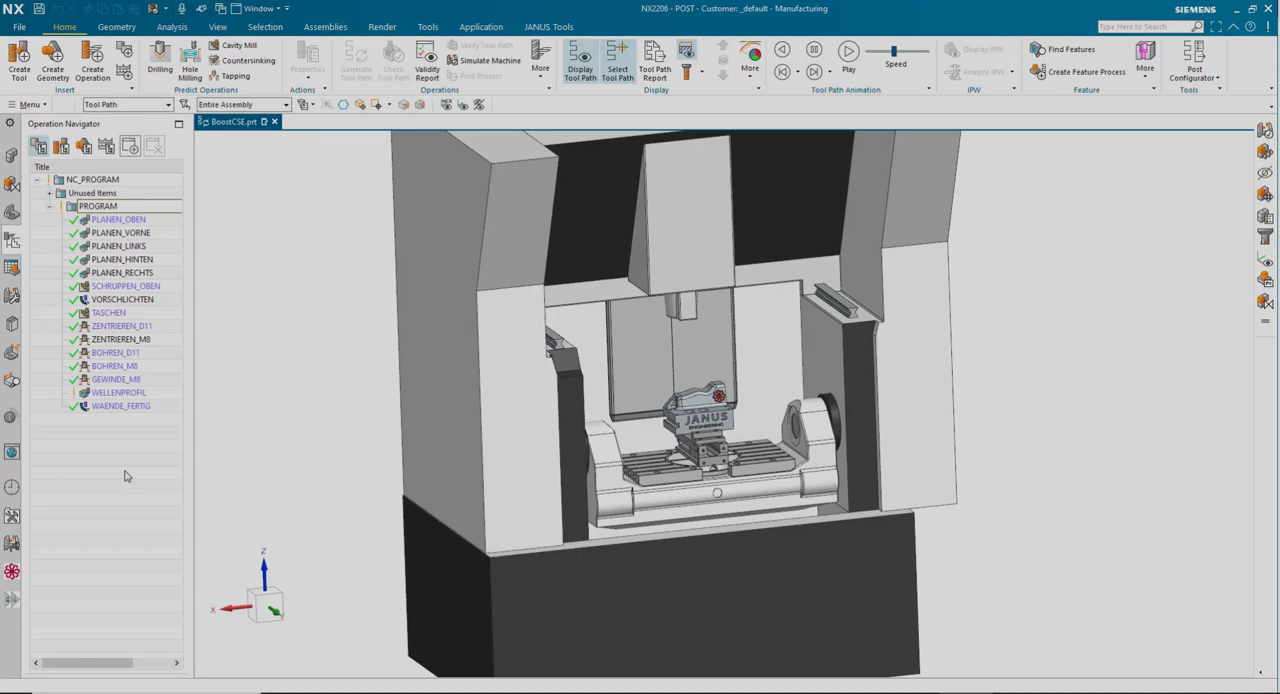 NX
Window
NX2206 - POST - Customer: _default - Manufacturing
SIEMENS
File
Home
Geometry
Analysis
View
Selection
Assemblies
Tools
Application
JANUS Tools
Type Here to Search
Create Tool
Create Geometry
Create Operation
Insert
Drilling
Hole Milling
Cavity Mill
Countersinking
Tapping
Predict Operations
Properties
Actions
Generate Tool Path
Check Tool Path
Validity Report
Verify Tool Path
Simulate Machine
Post Process
More
Operations
Display Tool Path
Select Tool Path
Tool Path Report
More
Display
Play
Speed
Tool Path Animation
Display IPW
Analyze IPW
IPW
Find Features
Create Feature Process
More
Feature
Post Configurator
Tools
Menu
Tool Path
Entire Assembly
Operation Navigator
BoostCSE.prt
Title
NC_PROGRAM
Unused Items
PROGRAM
PLANEN_OBEN
PLANEN_VORNE
PLANEN_LINKS
PLANEN_HINTEN
PLANEN_RECHTS
SCHRUPPEN_OBEN
VORSCHLICHTEN
TASCHEN
ZENTRIEREN_D11
ZENTRIEREN_M8
BOHREN_D11
BOHREN_M8
GEWINDE_M8
WELLENPROFIL
WAENDE_FERTIG
JANUS
ENGINEERING
Z
X
Y